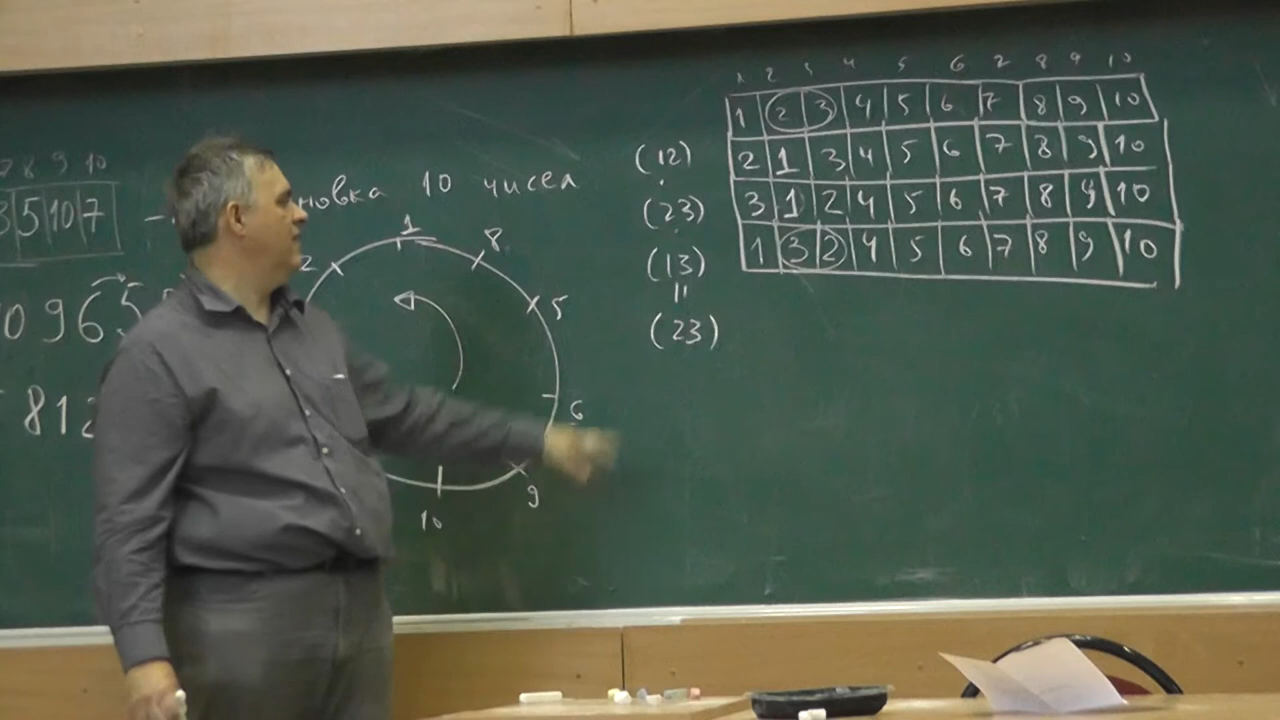 7 8 9 10
3 5 10 7 – новка 10 чисел
0 9 6 5
8 1 2
1
8
2
5
6
9
10
(12)
(23)
(13)
=
(23)
1 2 3 4 5 6 7 8 9 10
1 2 3 4 5 6 7 8 9 10
2 1 3 4 5 6 7 8 9 10
3 1 2 4 5 6 7 8 9 10
1 3 2 4 5 6 7 8 9 10